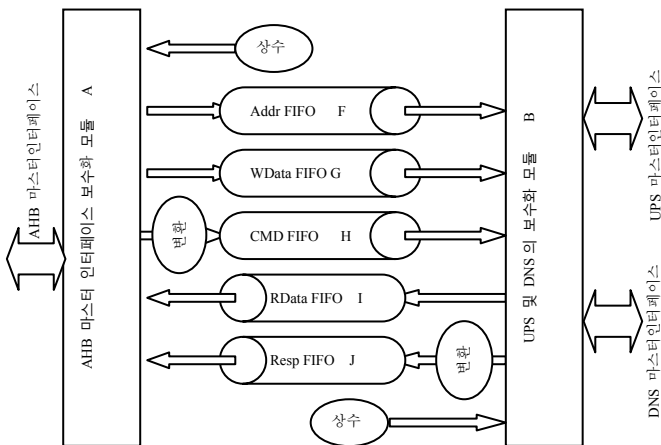 AHB 마스터인터페이스
AHB 마스터 인터페이스 보수화 모듈 A
상수
Addr FIFO F
WData FIFO G
변환
CMD FIFO H
RData FIFO I
Resp FIFO J
변환
상수
UPS 및 DNS의 보수화 모듈 B
UPS 마스터인터페이스
DNS 마스터인터페이스